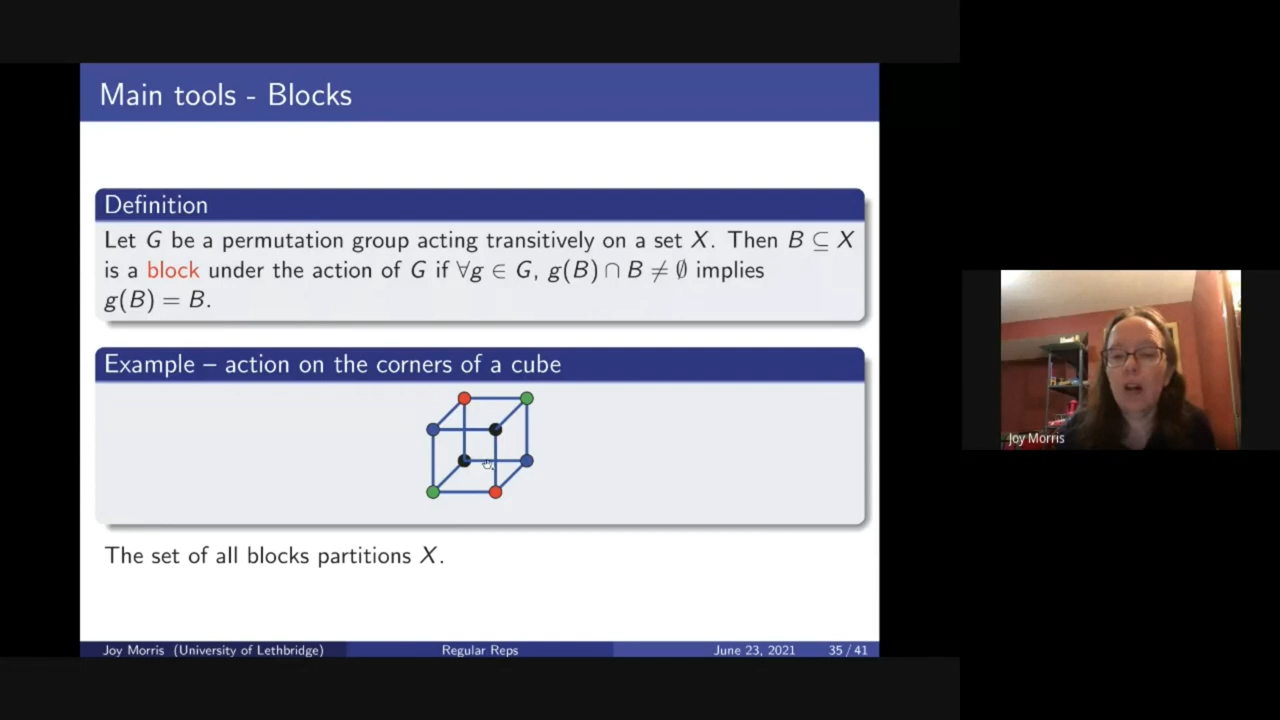 Main tools - Blocks
Definition
Let G be a permutation group acting transitively on a set X. Then B ⊆ X
is a block under the action of G if ∀g ∈ G, g(B) ∩ B ≠ ∅ implies
g(B) = B.
Example – action on the corners of a cube
The set of all blocks partitions X.
Joy Morris (University of Lethbridge) Regular Reps June 23, 2021 35 / 41
Joy Morris